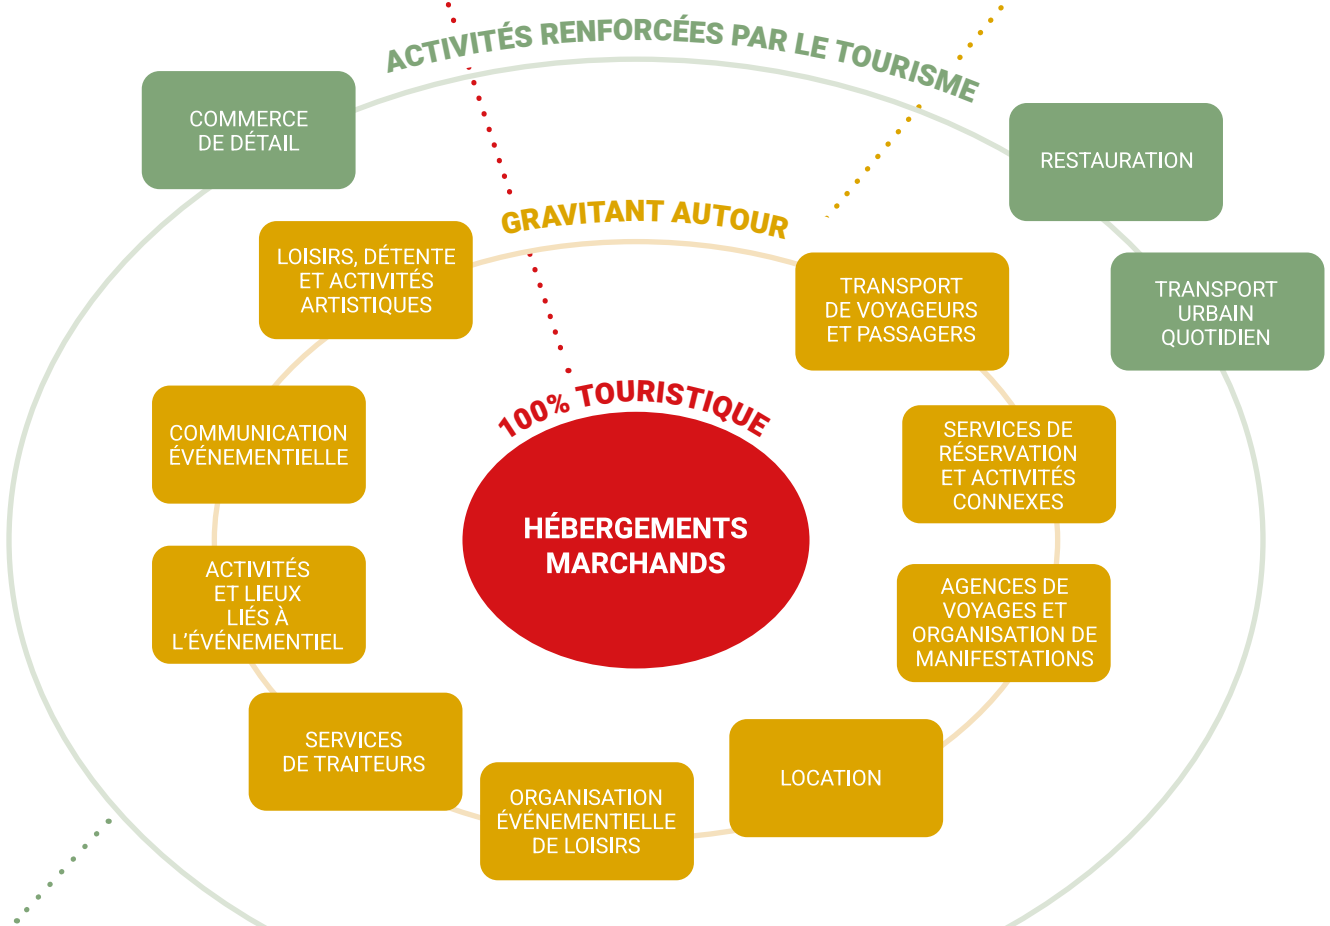 ACTIVITÉS RENFORCÉES PAR LE TOURISME
COMMERCE
DE DÉTAIL
RESTAURATION
TRANSPORT
URBAIN
QUOTIDIEN
GRAVITANT AUTOUR
LOISIRS, DÉTENTE
ET ACTIVITÉS
ARTISTIQUES
TRANSPORT
DE VOYAGEURS
ET PASSAGERS
COMMUNICATION
ÉVÉNEMENTIELLE
SERVICES DE
RÉSERVATION
ET ACTIVITÉS
CONNEXES
100% TOURISTIQUE
HÉBERGEMENTS
MARCHANDS
ACTIVITÉS
ET LIEUX
LIÉS À
L'ÉVÉNEMENTIEL
AGENCES DE
VOYAGES ET
ORGANISATION DE
MANIFESTATIONS
SERVICES
DE TRAITEURS
ORGANISATION
ÉVÉNEMENTIELLE
DE LOISIRS
LOCATION